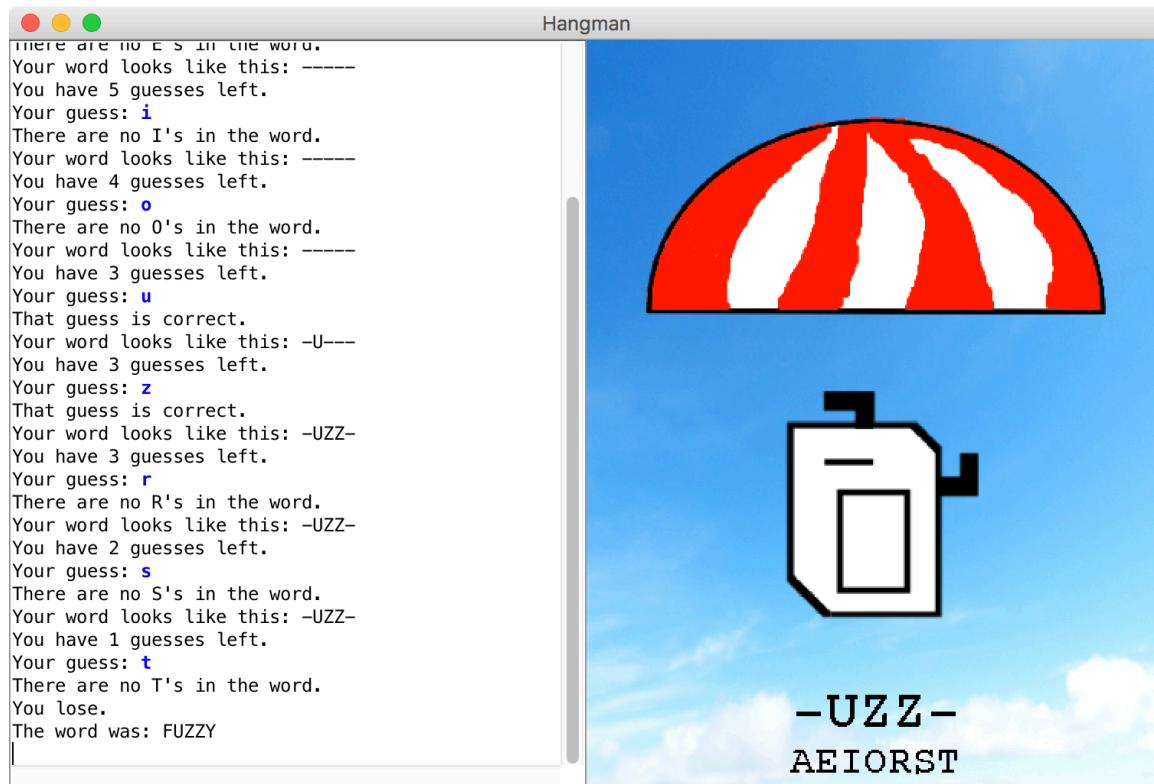 Hangman
There are no E's in the word.
Your word looks like this: -----
You have 5 guesses left.
Your guess: i
There are no I's in the word.
Your word looks like this: -----
You have 4 guesses left.
Your guess: o
There are no O's in the word.
Your word looks like this: -----
You have 3 guesses left.
Your guess: u
That guess is correct.
Your word looks like this: -U---
You have 3 guesses left.
Your guess: z
That guess is correct.
Your word looks like this: -UZZ-
You have 3 guesses left.
Your guess: r
There are no R's in the word.
Your word looks like this: -UZZ-
You have 2 guesses left.
Your guess: s
There are no S's in the word.
Your word looks like this: -UZZ-
You have 1 guesses left.
Your guess: t
There are no T's in the word.
You lose.
The word was: FUZZY
-UZZ-
AEIORST